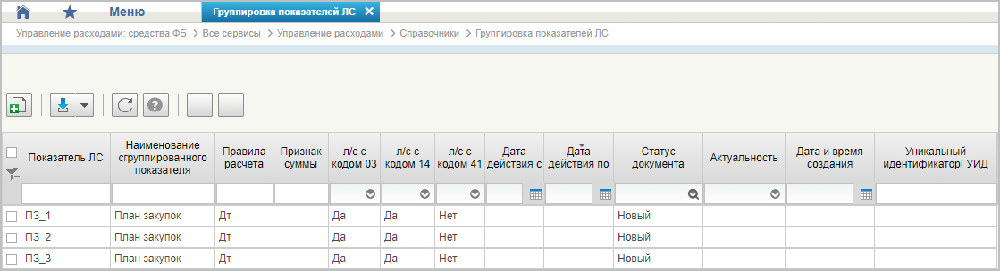 Меню Группировка показателей ЛС
Управление расходами: средства ФБ Все сервисы Управление расходами Справочники Группировка показателей ЛС
Показатель ЛС
Наименование
сгруппированного
показателя
Правила
расчета
Признак
суммы
л/с с
кодом 03
л/с с
кодом 14
л/с с
кодом 41
Дата
действия с
Дата
действия по
Статус
документа
Актуальность
Дата и время
создания
Уникальный
идентификаторГУИД
ПЗ_1 План закупок Дт Да Да Нет Новый
ПЗ_2 План закупок Дт Да Да Нет Новый
ПЗ_3 План закупок Дт Да Да Нет Новый